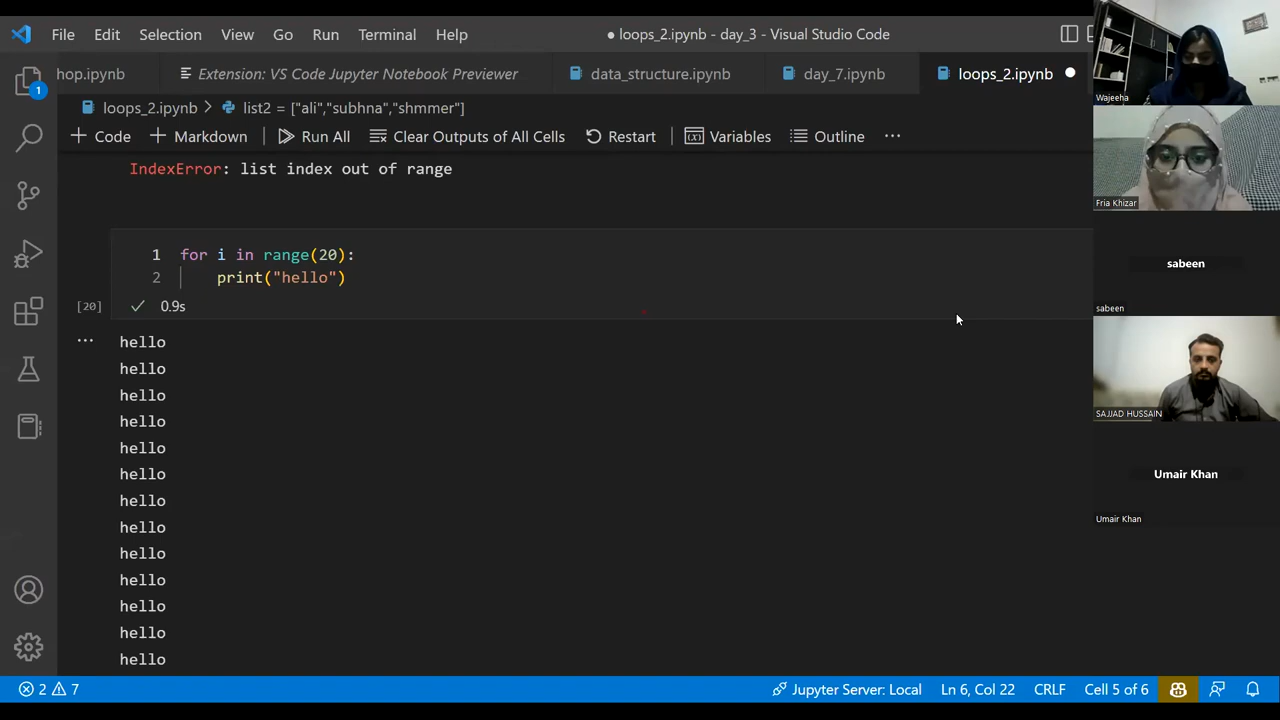 File Edit Selection View Go Run Terminal Help
● loops_2.ipynb - day_3 - Visual Studio Code
hop.ipynb
Extension: VS Code Jupyter Notebook Previewer
data_structure.ipynb
day_7.ipynb
loops_2.ipynb ●
1
loops_2.ipynb > list2 = ["ali","subhna","shmmer"]
+ Code + Markdown Run All Clear Outputs of All Cells Restart Variables Outline ...
IndexError: list index out of range
1 for i in range(20):
2 print("hello")
[20] ✓ 0.9s
... hello
hello
hello
hello
hello
hello
hello
hello
hello
hello
hello
hello
hello
2 7 Jupyter Server: Local Ln 6, Col 22 CRLF Cell 5 of 6
Wajeeha
Fria Khizar
sabeen
sabeen
SAJJAD HUSSAIN
Umair Khan
Umair Khan